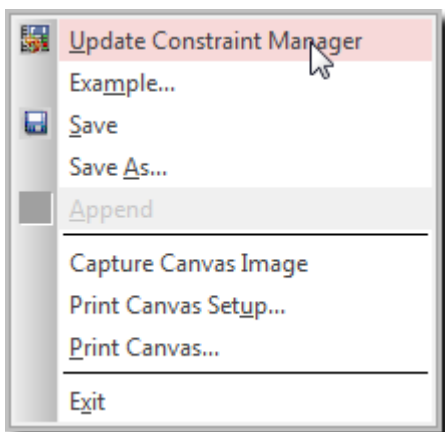 Update Constraint Manager
Example...
Save
Save As...
Append
Capture Canvas Image
Print Canvas Setup...
Print Canvas...
Exit